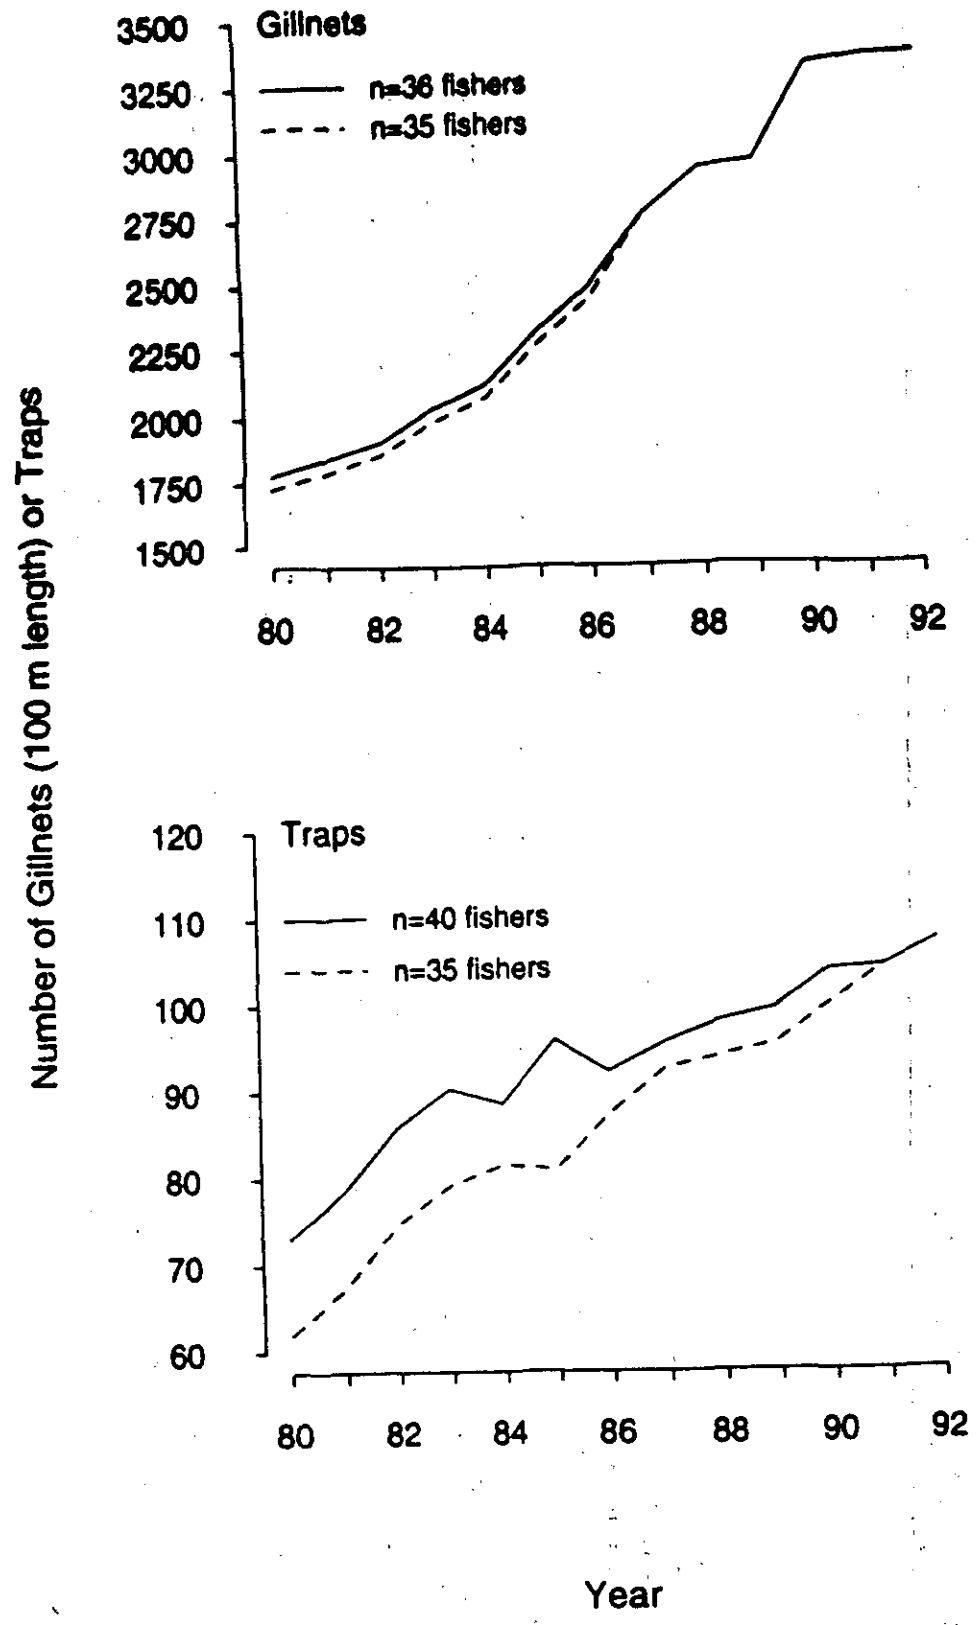 Number of Gillnets (100 m length) or Traps
Gillnets
n=36 fishers
n=35 fishers
3500
3250
3000
2750
2500
2250
2000
1750
1500
80 82 84 86 88 90 92
Traps
n=40 fishers
n=35 fishers
120
110
100
90
80
70
60
80 82 84 86 88 90 92
Year